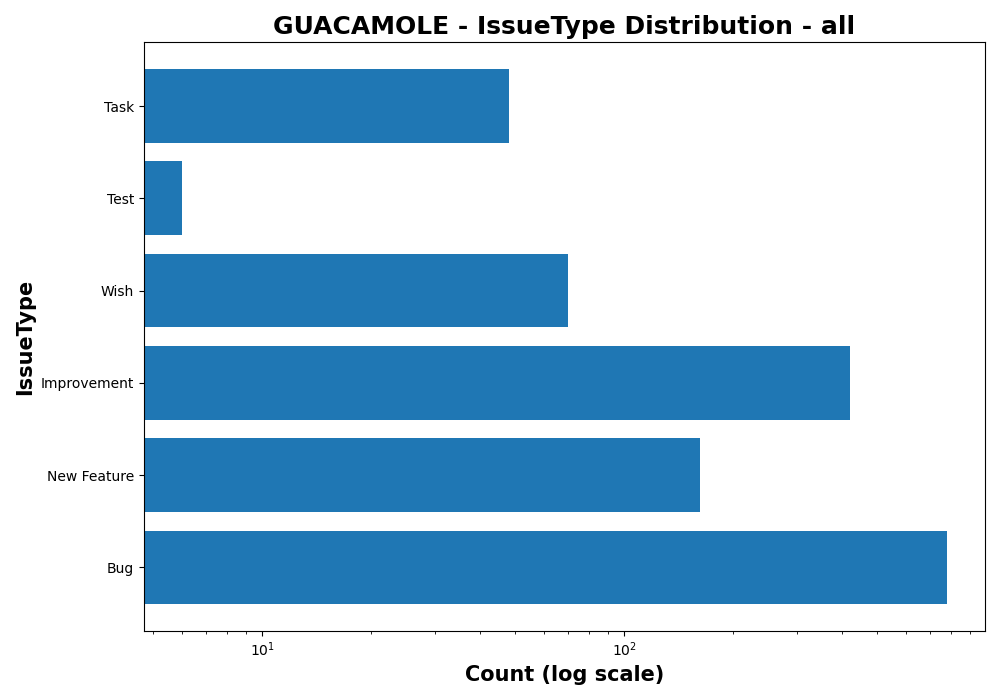 GUACAMOLE - IssueType Distribution - all
Task
Test
Wish
Improvement
New Feature
Bug
IssueType
10¹
10²
Count (log scale)